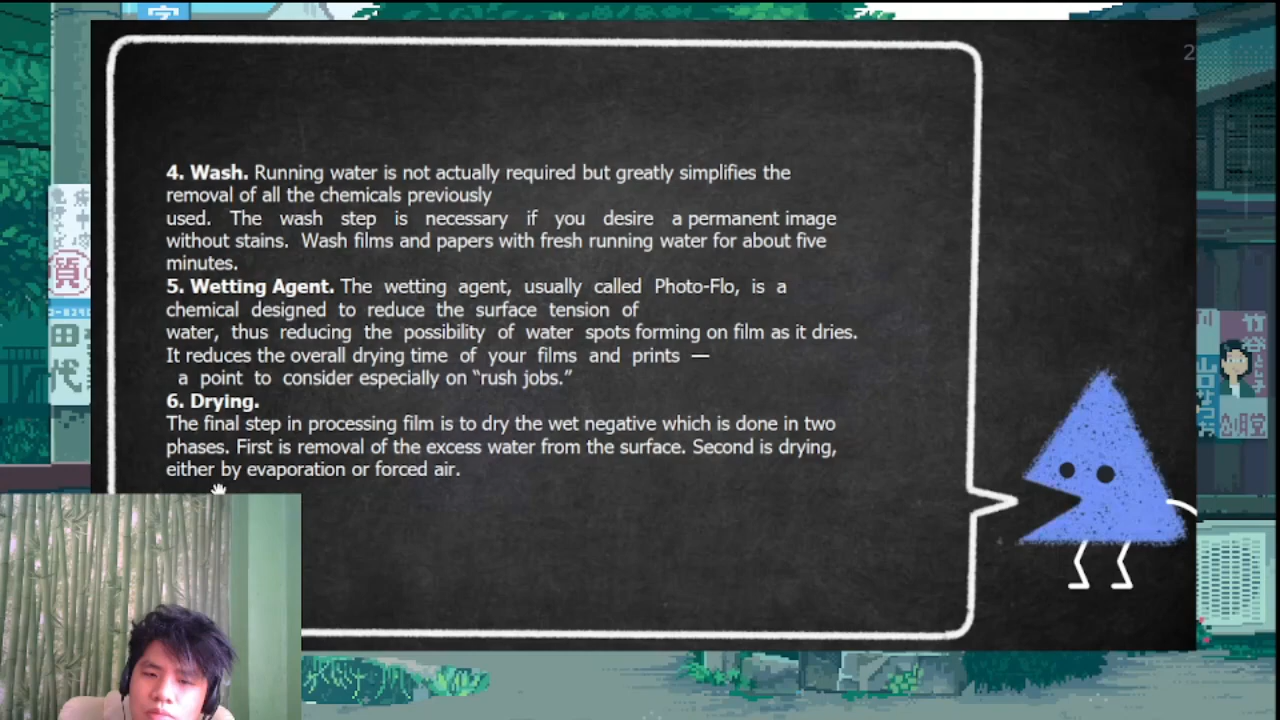 字
2
4. Wash. Running water is not actually required but greatly simplifies the
removal of all the chemicals previously
used. The wash step is necessary if you desire a permanent image
without stains. Wash films and papers with fresh running water for about five
minutes.
5. Wetting Agent. The wetting agent, usually called Photo-Flo, is a
chemical designed to reduce the surface tension of
water, thus reducing the possibility of water spots forming on film as it dries.
It reduces the overall drying time of your films and prints —
a point to consider especially on “rush jobs.”
6. Drying.
The final step in processing film is to dry the wet negative which is done in two
phases. First is removal of the excess water from the surface. Second is drying,
either by evaporation or forced air.
質
田
代